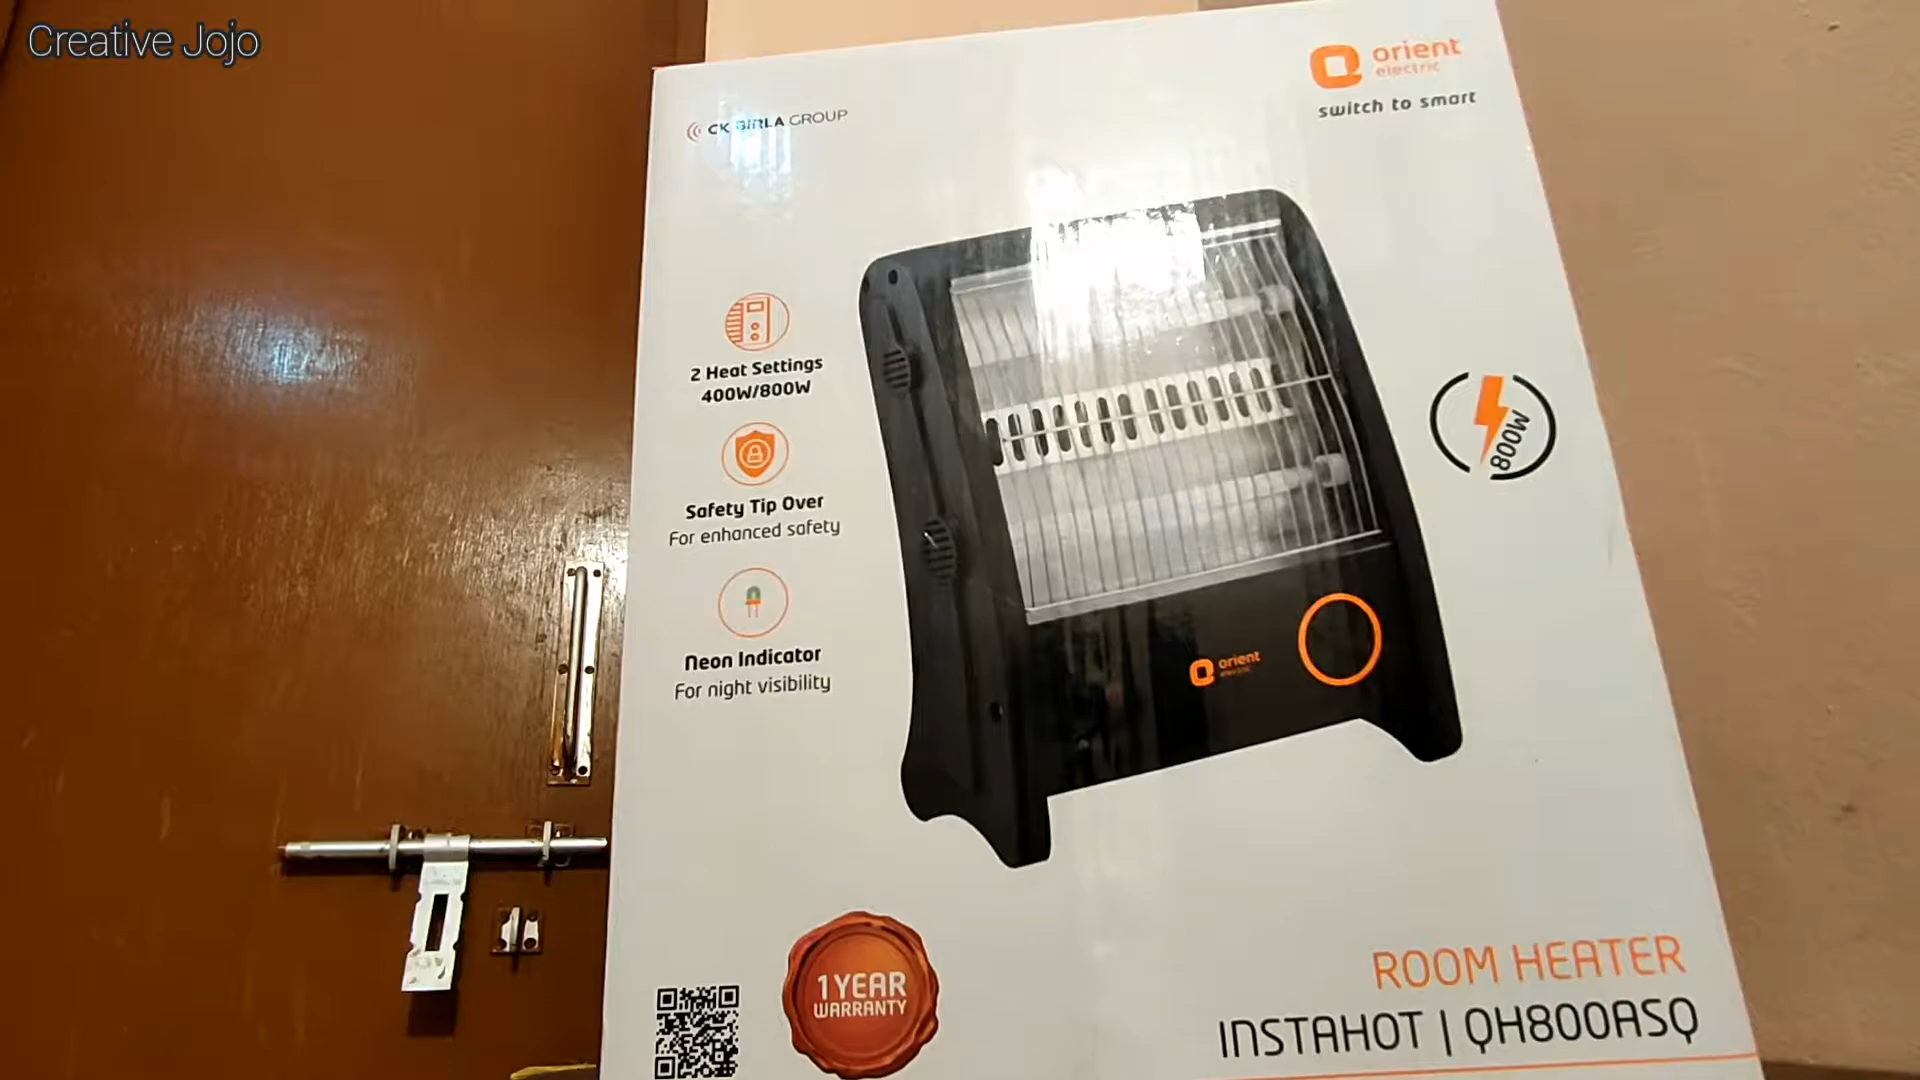 Creative Jojo
CK BIRLA GROUP
orient
electric
switch to smart
2 Heat Settings
400W/800W
Safety Tip Over
For enhanced safety
Neon Indicator
For night visibility
800W
orient
electric
1 YEAR
WARRANTY
ROOM HEATER
INSTAHOT | QH800ASQ